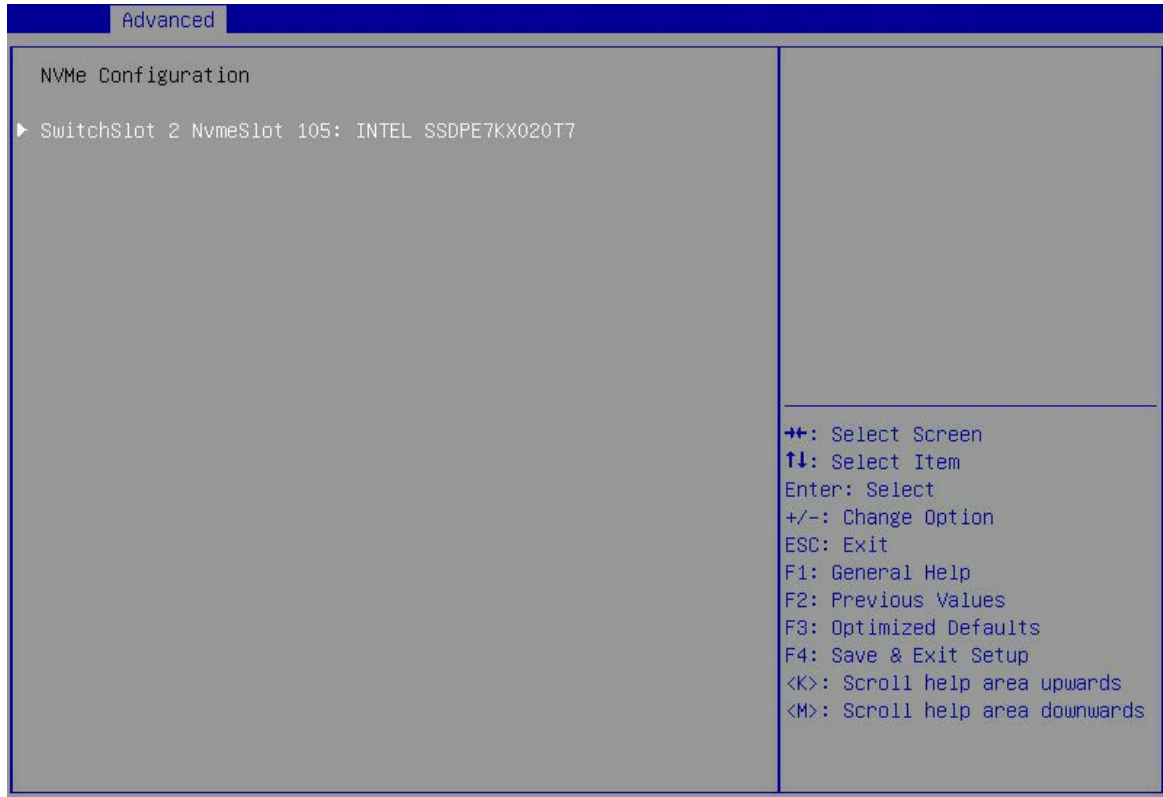 Advanced
NVMe Configuration
SwitchSlot 2 NvmeSlot 105: INTEL SSDPE7KX020T7
→←: Select Screen
↑↓: Select Item
Enter: Select
+/-: Change Option
ESC: Exit
F1: General Help
F2: Previous Values
F3: Optimized Defaults
F4: Save & Exit Setup
<K>: Scroll help area upwards
<M>: Scroll help area downwards